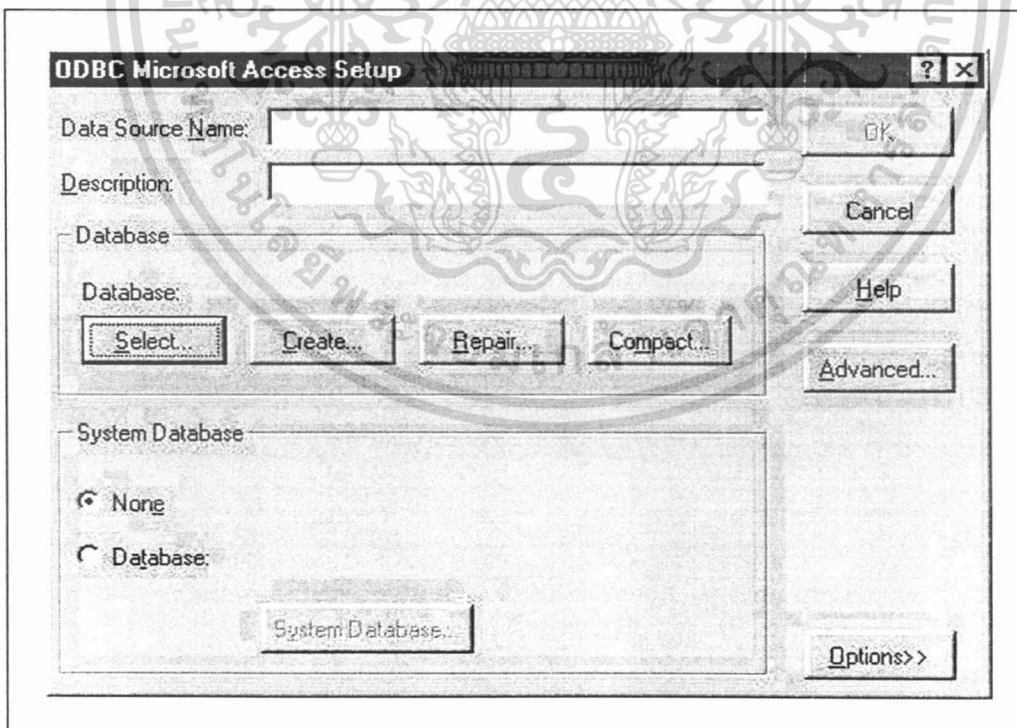 ODBC Microsoft Access Setup
Data Source Name:
OK
Description:
Cancel
Database
Database:
Help
Select...
Create...
Repair...
Compact...
Advanced...
System Database
None
Database:
System Database...
Options>>